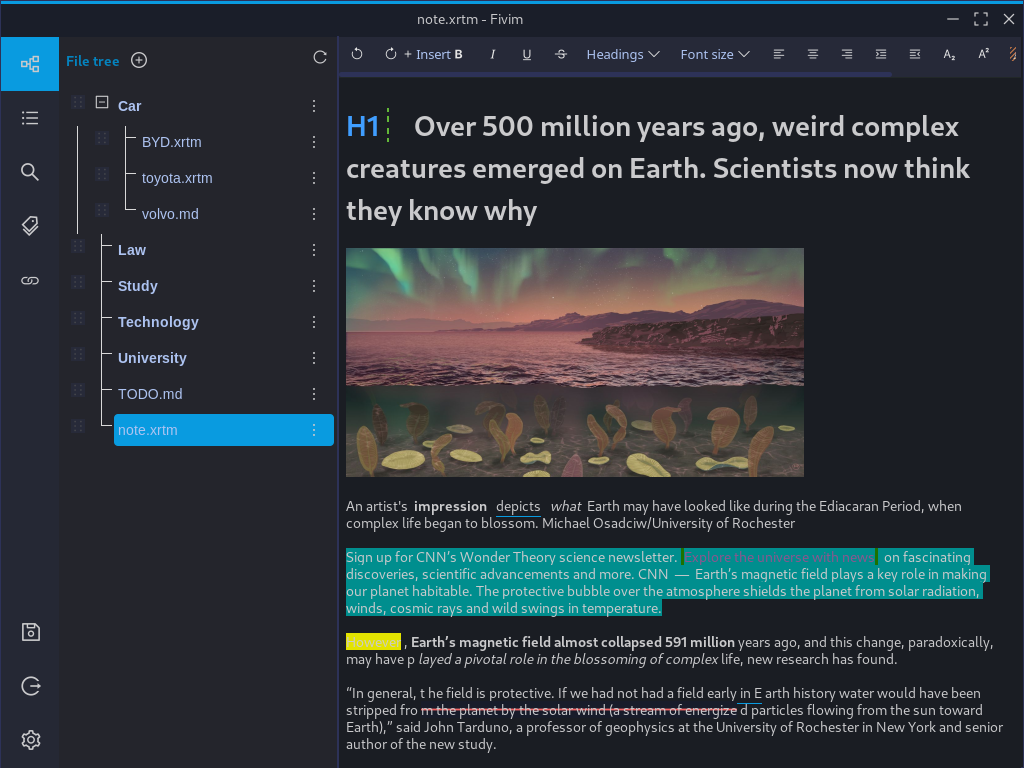 note.xrtm - Fivim
File tree
+ Insert B I U S Headings Font size A₂ A²
Car
BYD.xrtm
toyota.xrtm
volvo.md
Law
Study
Technology
University
TODO.md
note.xrtm
H1 Over 500 million years ago, weird complex
creatures emerged on Earth. Scientists now think
they know why
An artist's impression depicts what Earth may have looked like during the Ediacaran Period, when
complex life began to blossom. Michael Osadciw/University of Rochester
Sign up for CNN’s Wonder Theory science newsletter. Explore the universe with news on fascinating
discoveries, scientific advancements and more. CNN — Earth’s magnetic field plays a key role in making
our planet habitable. The protective bubble over the atmosphere shields the planet from solar radiation,
winds, cosmic rays and wild swings in temperature.
However , Earth’s magnetic field almost collapsed 591 million years ago, and this change, paradoxically,
may have p layed a pivotal role in the blossoming of complex life, new research has found.
“In general, t he field is protective. If we had not had a field early in E arth history water would have been
stripped fro m the planet by the solar wind (a stream of energize d particles flowing from the sun toward
Earth),” said John Tarduno, a professor of geophysics at the University of Rochester in New York and senior
author of the new study.